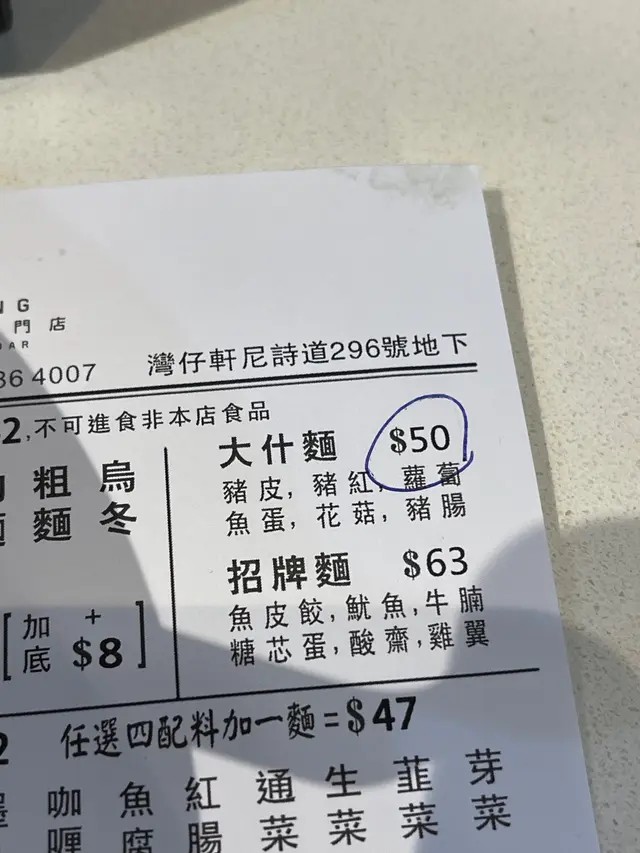 NG
門店
BAR
36 4007 灣仔軒尼詩道296號地下
2,不可進食非本店食品
大什麵 $50
豬皮, 豬紅, 蘿蔔
魚蛋, 花菇, 豬腸
粗 烏
麵 麵 冬
招牌麵 $63
魚皮餃, 魷魚, 牛腩
糖芯蛋, 酸齋, 雞翼
[加底 + $8]
2 任選四配料加一麵=$47
咖 魚 紅 通 生 韮 芽
喱 腐 腸 菜 菜 菜 菜